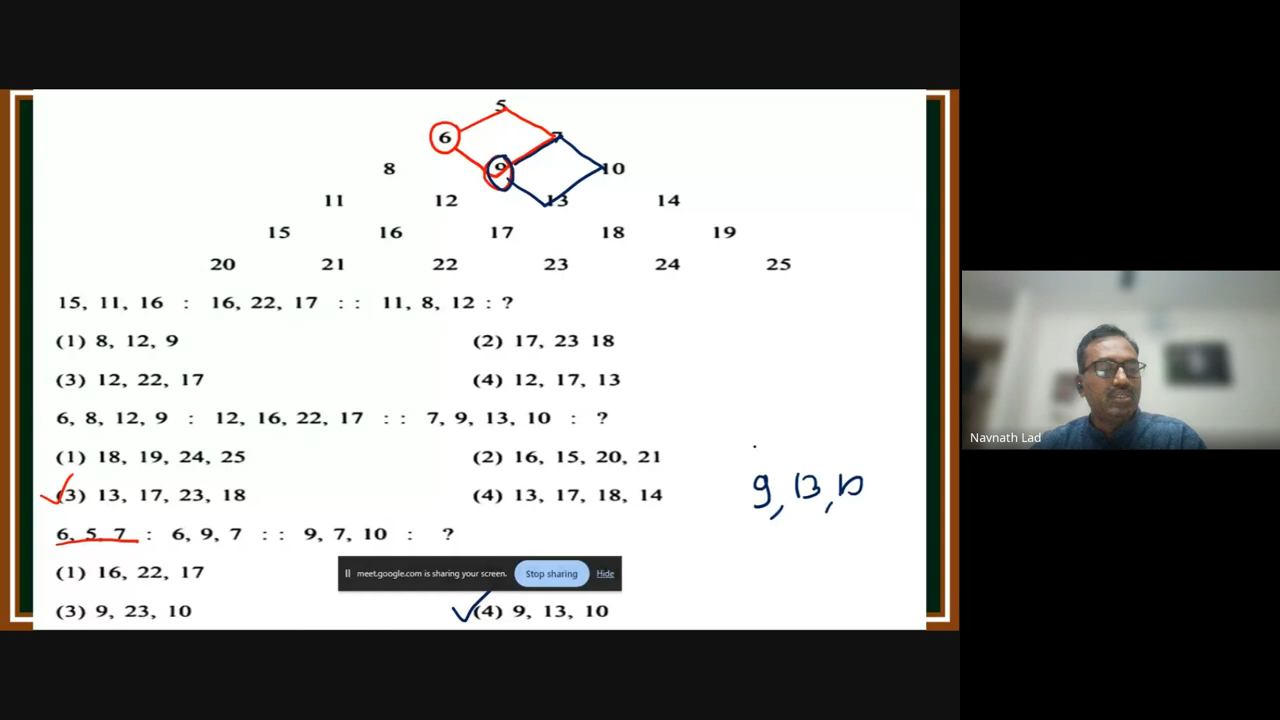 5
6 7
8 9 10
11 12 13 14
15 16 17 18 19
20 21 22 23 24 25
15, 11, 16 : 16, 22, 17 : : 11, 8, 12 : ?
(1) 8, 12, 9 (2) 17, 23 18
(3) 12, 22, 17 (4) 12, 17, 13
6, 8, 12, 9 : 12, 16, 22, 17 : : 7, 9, 13, 10 : ?
(1) 18, 19, 24, 25 (2) 16, 15, 20, 21
(3) 13, 17, 23, 18 (4) 13, 17, 18, 14
9, 13, 10
6, 5, 7 : 6, 9, 7 : : 9, 7, 10 : ?
(1) 16, 22, 17
meet.google.com is sharing your screen. Stop sharing Hide
(3) 9, 23, 10 (4) 9, 13, 10
Navnath Lad